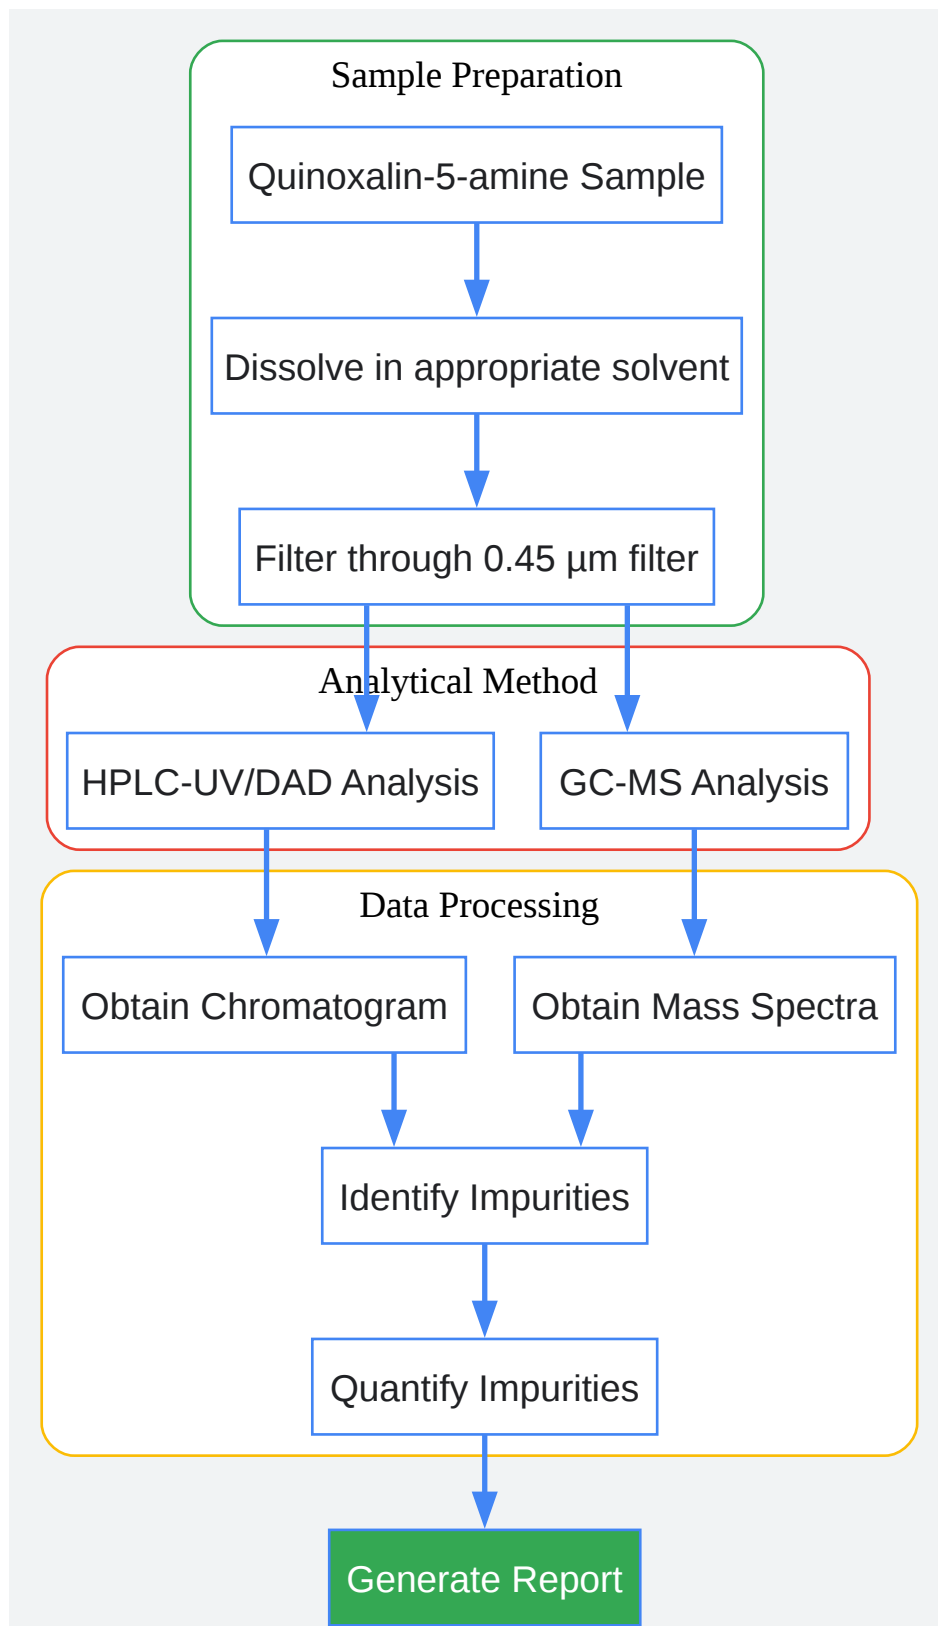 Sample Preparation
Quinoxalin-5-amine Sample
Dissolve in appropriate solvent
Filter through 0.45 µm filter
Analytical Method
HPLC-UV/DAD Analysis
GC-MS Analysis
Data Processing
Obtain Chromatogram
Obtain Mass Spectra
Identify Impurities
Quantify Impurities
Generate Report